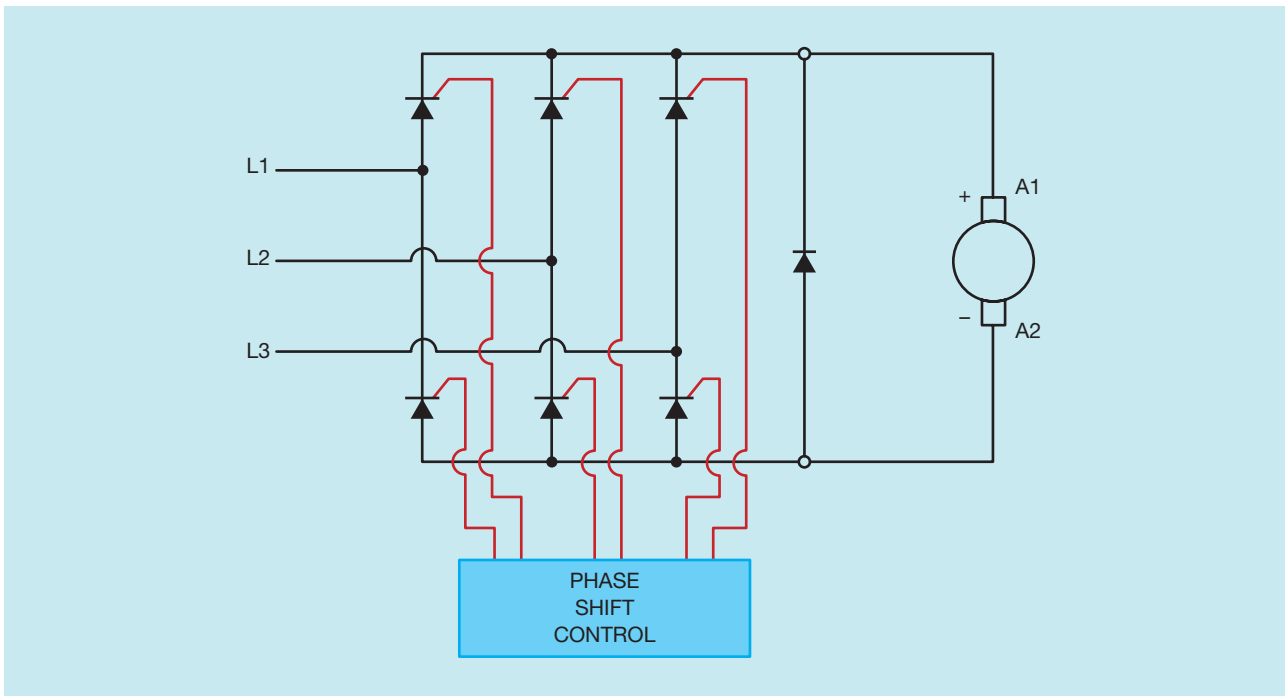 L1
L2
L3
+ A1
− A2
PHASE
SHIFT
CONTROL